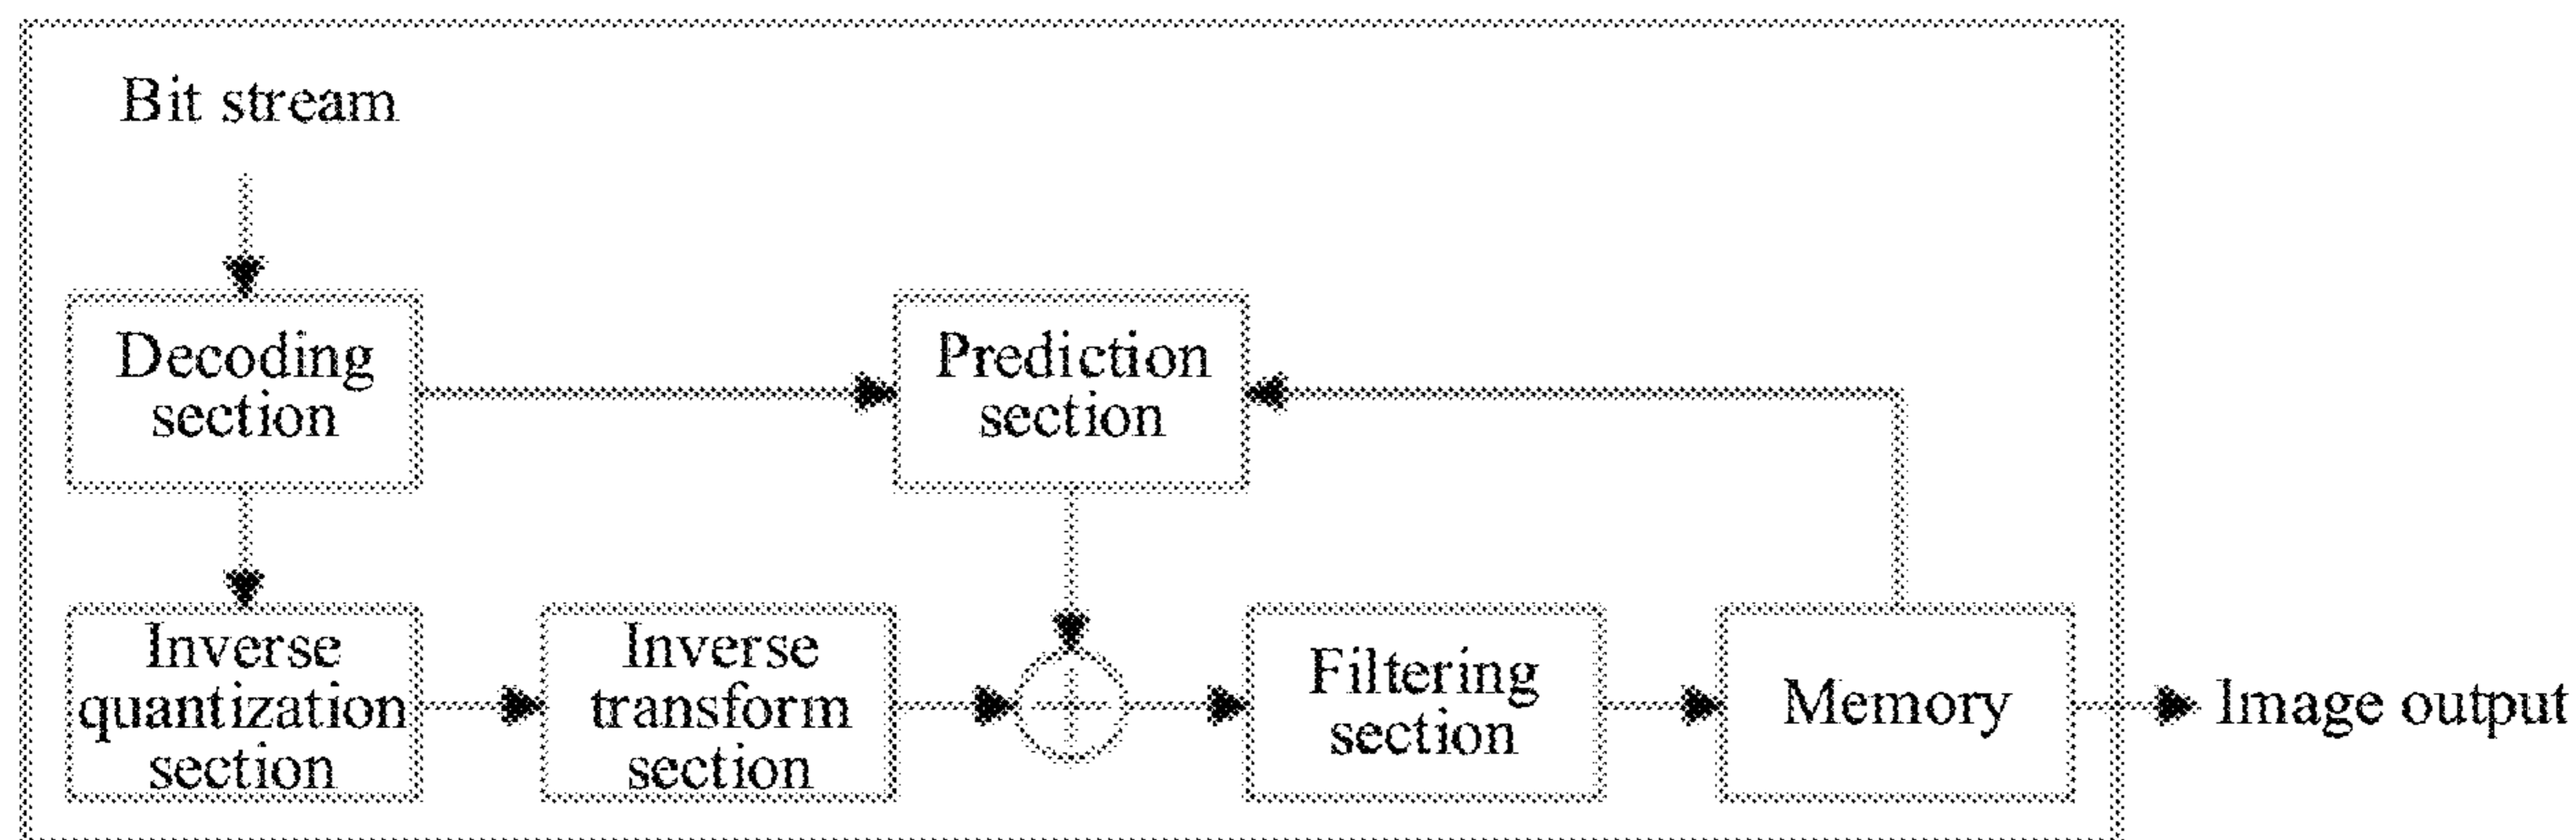 Bit stream
Decoding
section
Prediction
section
Inverse
quantization
section
Inverse
transform
section
Filtering
section
Memory
Image output